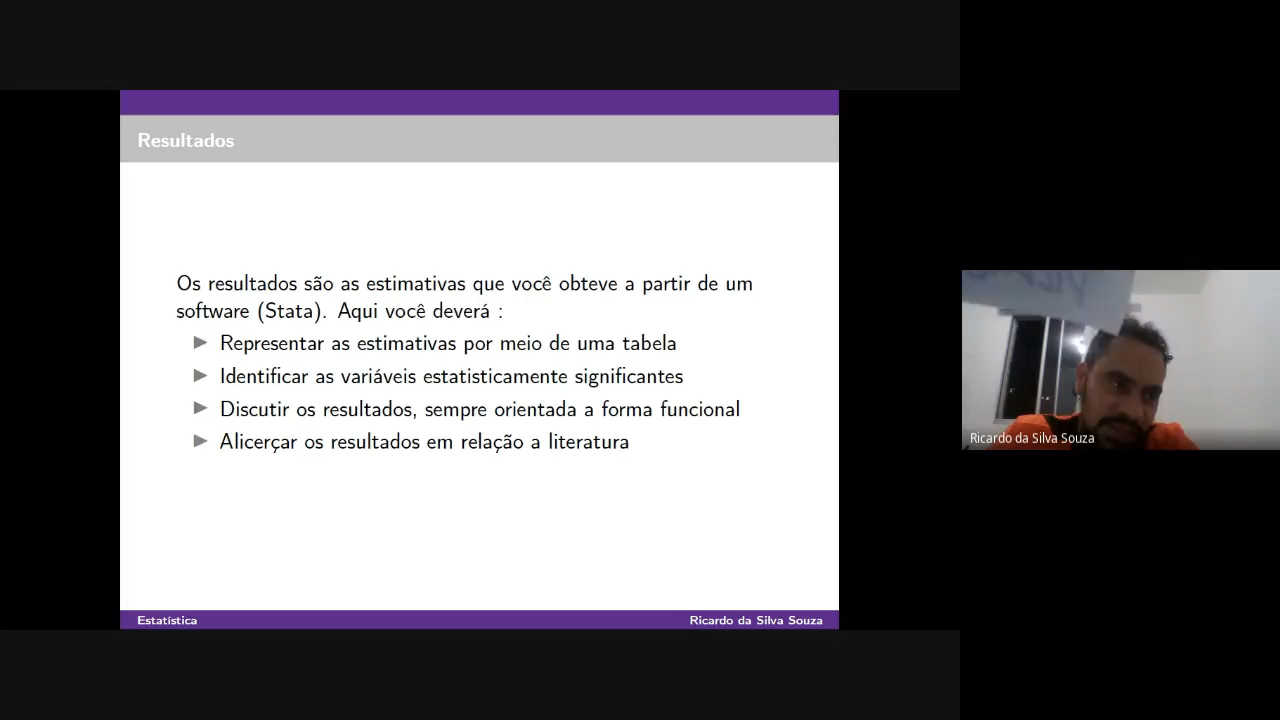 Resultados
Os resultados são as estimativas que você obteve a partir de um
software (Stata). Aqui você deverá :
Representar as estimativas por meio de uma tabela
Identificar as variáveis estatisticamente significantes
Discutir os resultados, sempre orientada a forma funcional
Alicerçar os resultados em relação a literatura
Estatística
Ricardo da Silva Souza
Ricardo da Silva Souza